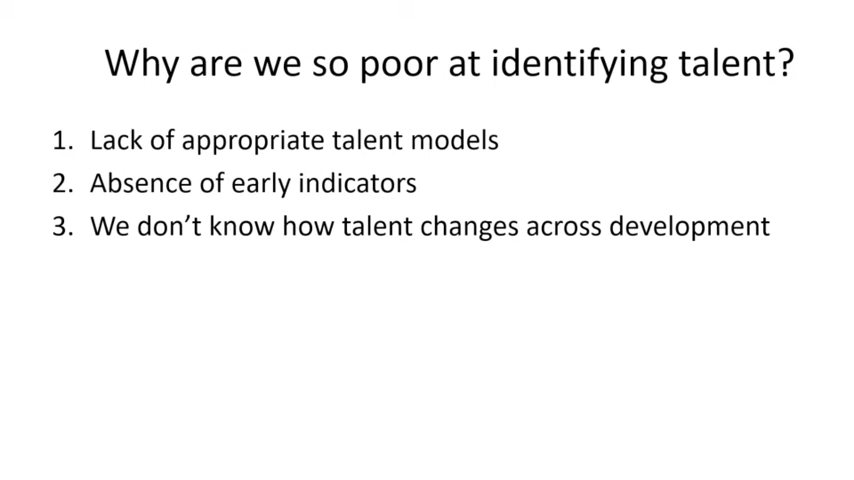 Why are we so poor at identifying talent?
1. Lack of appropriate talent models
2. Absence of early indicators
3. We don’t know how talent changes across development